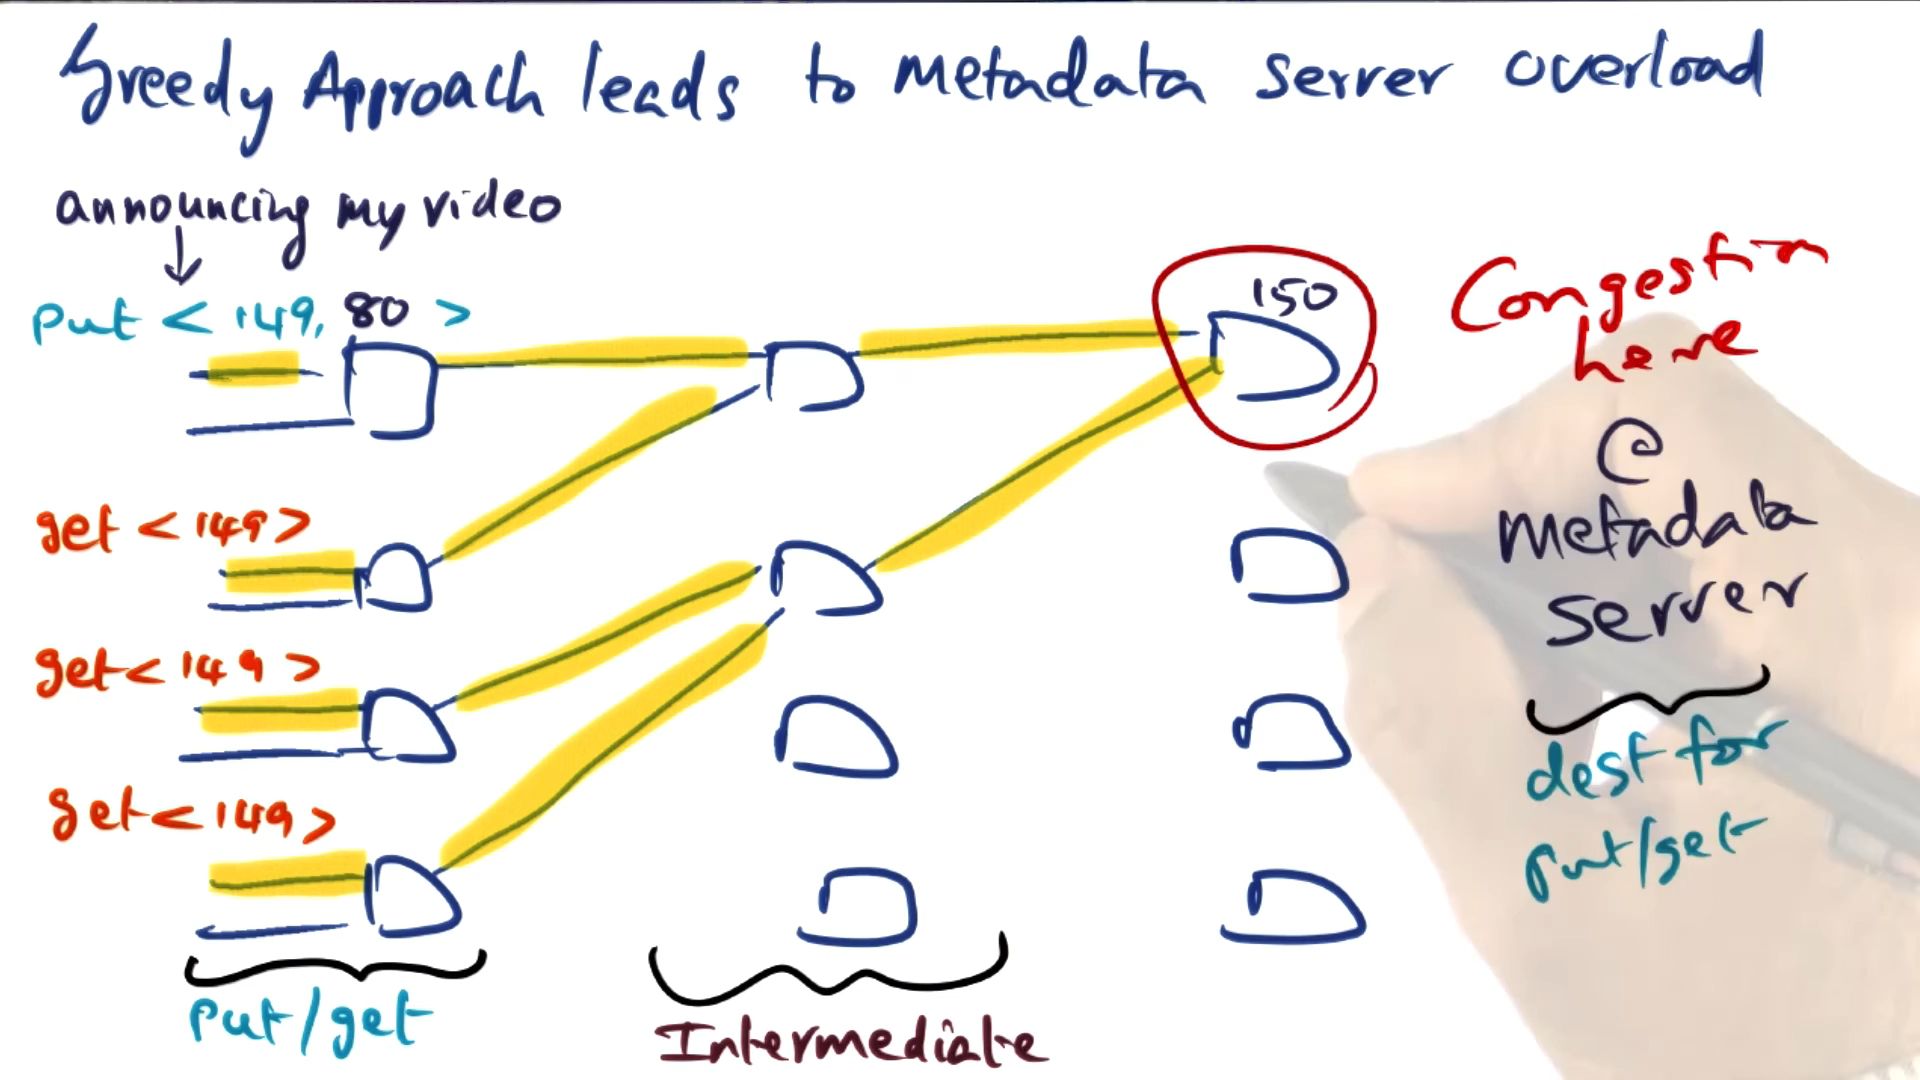 Greedy Approach leads to Metadata server overload
announcing my video
put < 149, 80 >
150
Congestion
here
@
metadata
server
get < 149 >
get < 149 >
dest for
put/get
get < 149 >
put/get
Intermediate